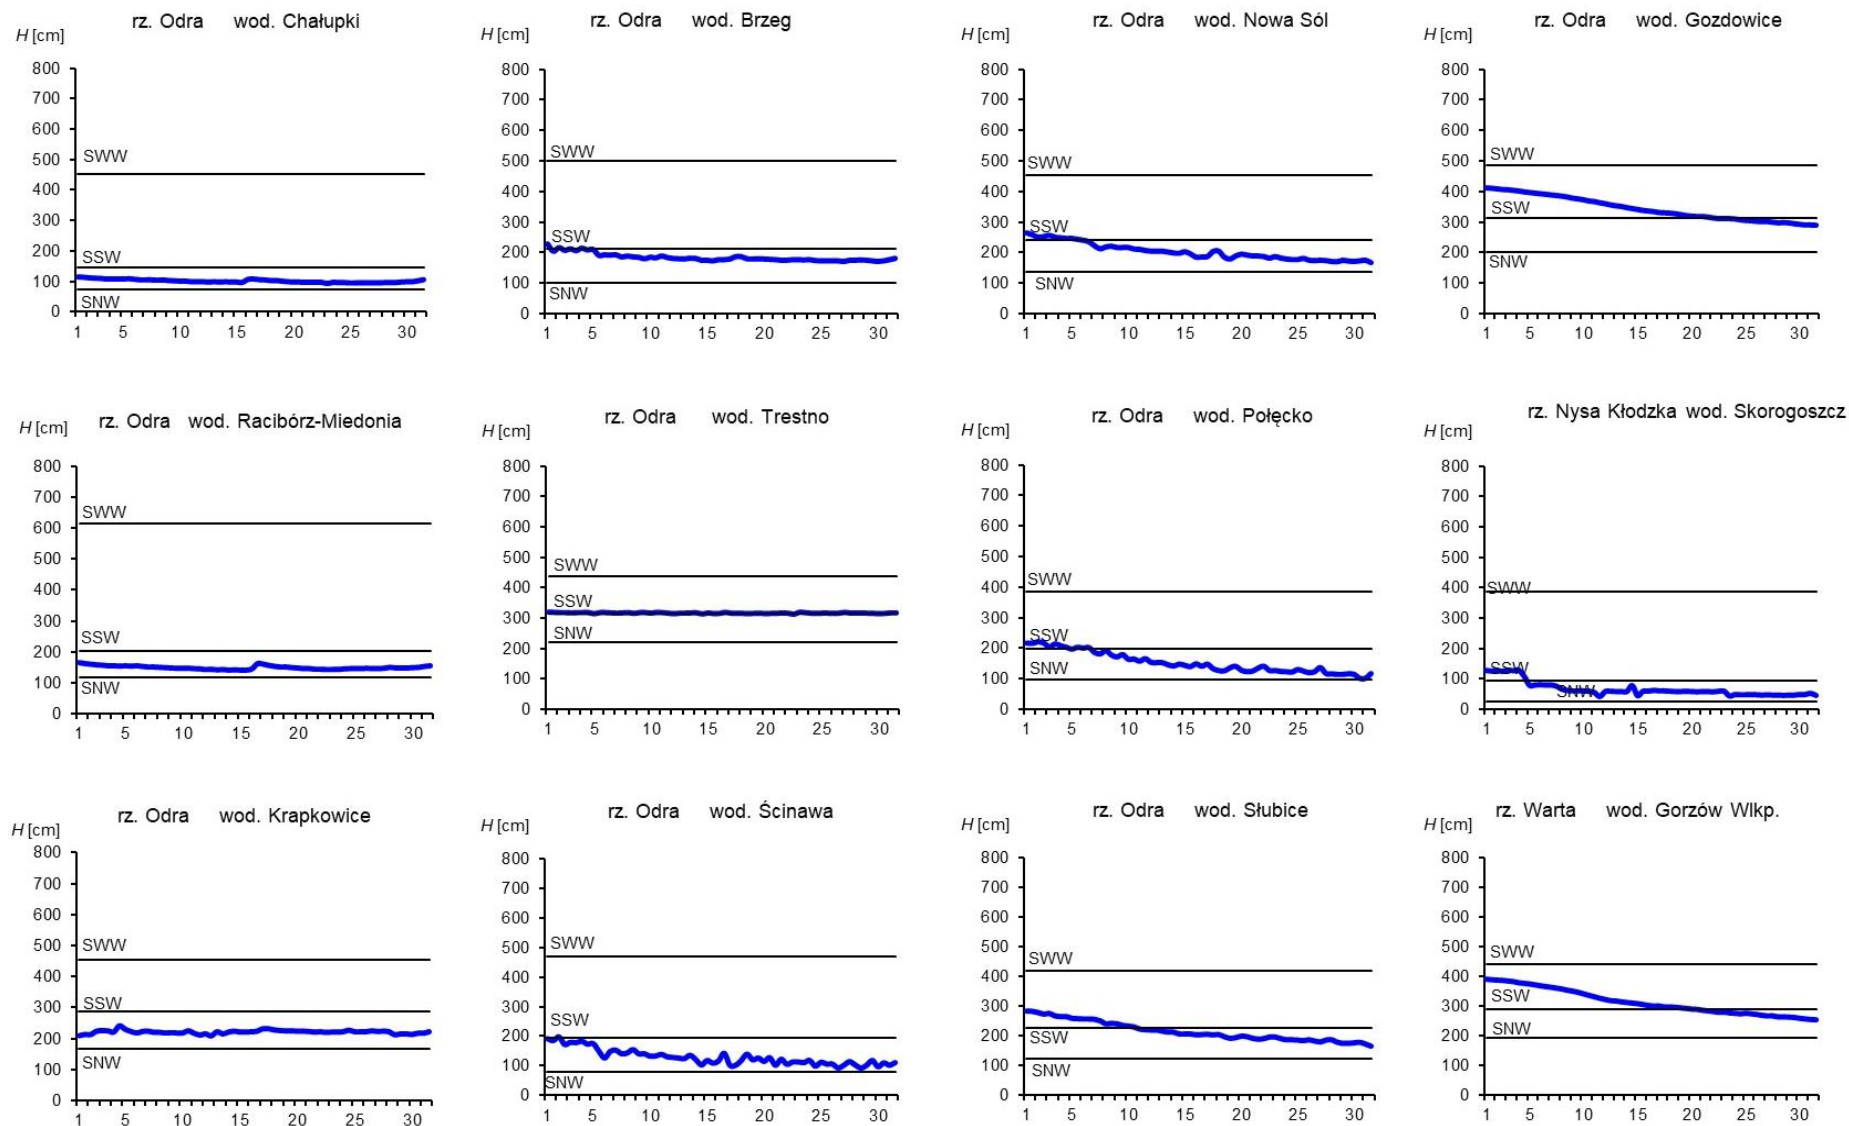 rz. Odra wod. Chałupki
H [cm]
800
700
600
500
400
300
200
100
0
SWW
SSW
SNW
1 5 10 15 20 25 30
rz. Odra wod. Brzeg
H [cm]
800
700
600
500
400
300
200
100
0
SWW
SSW
SNW
1 5 10 15 20 25 30
rz. Odra wod. Nowa Sól
H [cm]
800
700
600
500
400
300
200
100
0
SWW
SSW
SNW
1 5 10 15 20 25 30
rz. Odra wod. Gozdowice
H [cm]
800
700
600
500
400
300
200
100
0
SWW
SSW
SNW
1 5 10 15 20 25 30
rz. Odra wod. Racibórz-Miedonia
H [cm]
800
700
600
500
400
300
200
100
0
SWW
SSW
SNW
1 5 10 15 20 25 30
rz. Odra wod. Trestno
H [cm]
800
700
600
500
400
300
200
100
0
SWW
SSW
SNW
1 5 10 15 20 25 30
rz. Odra wod. Połęcko
H [cm]
800
700
600
500
400
300
200
100
0
SWW
SSW
SNW
1 5 10 15 20 25 30
rz. Nysa Kłodzka wod. Skorogoszcz
H [cm]
800
700
600
500
400
300
200
100
0
SWW
SSW
SNW
1 5 10 15 20 25 30
rz. Odra wod. Krapkowice
H [cm]
800
700
600
500
400
300
200
100
0
SWW
SSW
SNW
1 5 10 15 20 25 30
rz. Odra wod. Ścinawa
H [cm]
800
700
600
500
400
300
200
100
0
SWW
SSW
SNW
1 5 10 15 20 25 30
rz. Odra wod. Słubice
H [cm]
800
700
600
500
400
300
200
100
0
SWW
SSW
SNW
1 5 10 15 20 25 30
rz. Warta wod. Gorzów Wlkp.
H [cm]
800
700
600
500
400
300
200
100
0
SWW
SSW
SNW
1 5 10 15 20 25 30